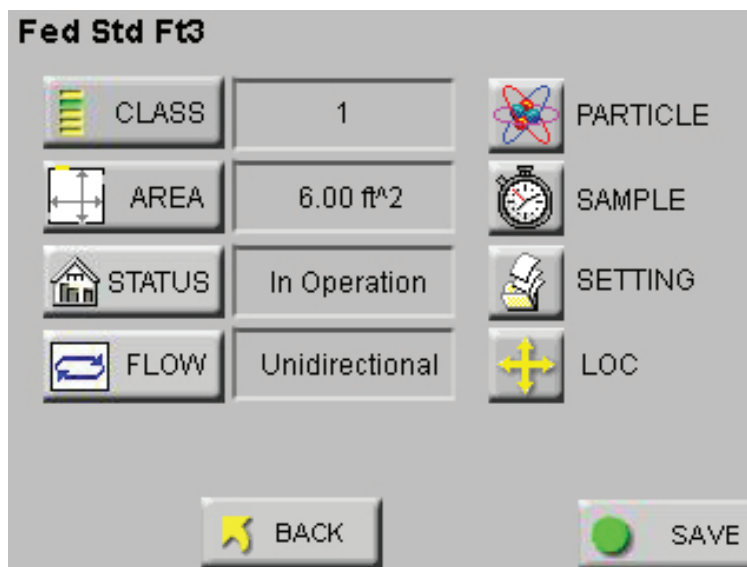 Fed Std Ft3
CLASS 1 PARTICLE
AREA 6.00 ft^2 SAMPLE
STATUS In Operation SETTING
FLOW Unidirectional LOC
BACK SAVE